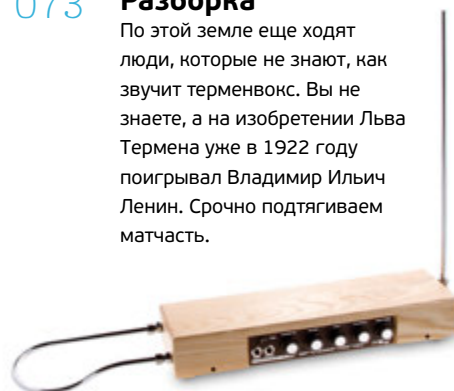 073
Разборка
По этой земле еще ходят
люди, которые не знают, как
звучит терменвокс. Вы не
знаете, а на изобретении Льва
Термена уже в 1922 году
поигрывал Владимир Ильич
Ленин. Срочно подтягиваем
матчасть.